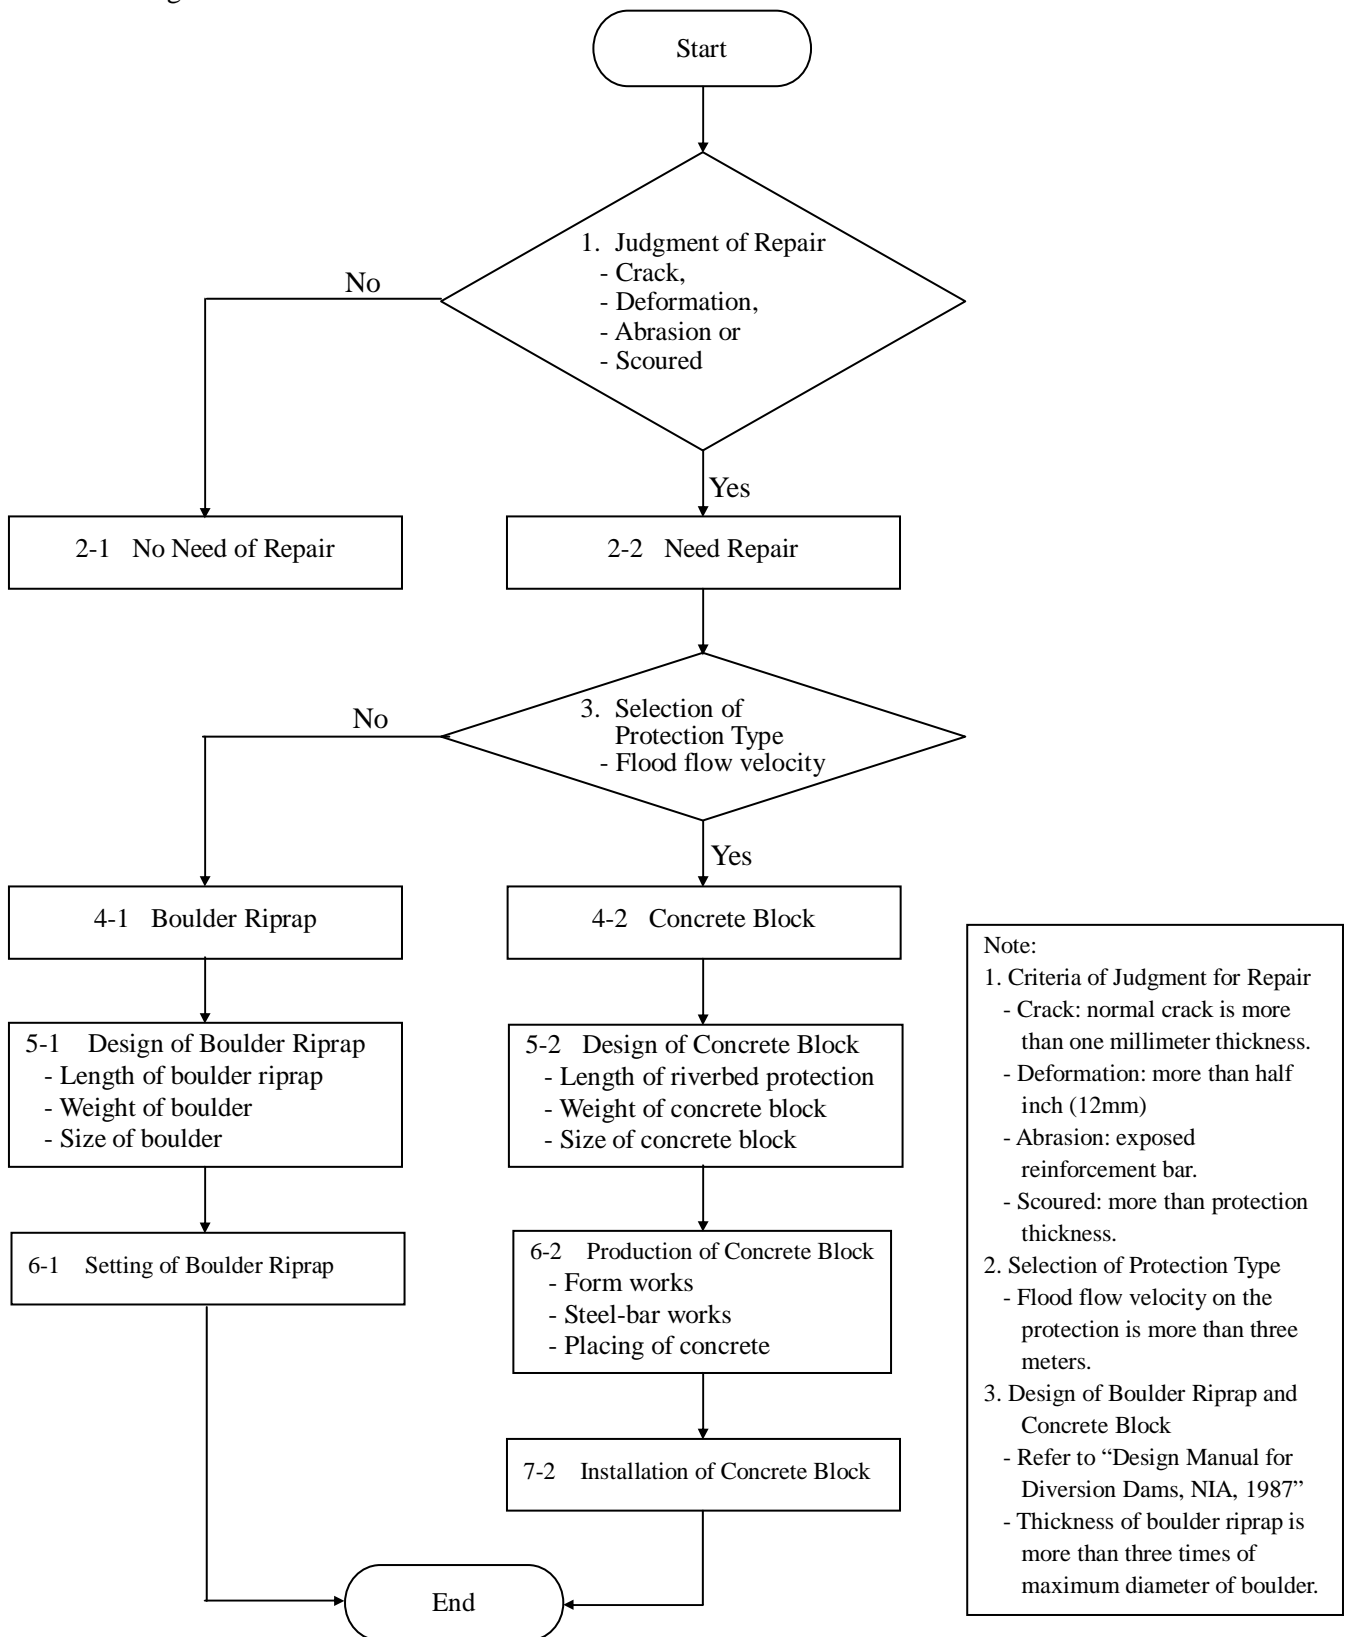 Start
1. Judgment of Repair
- Crack,
- Deformation,
- Abrasion or
- Scoured
No
Yes
2-1 No Need of Repair
2-2 Need Repair
3. Selection of
Protection Type
- Flood flow velocity
No
Yes
4-1 Boulder Riprap
4-2 Concrete Block
5-1 Design of Boulder Riprap
- Length of boulder riprap
- Weight of boulder
- Size of boulder
5-2 Design of Concrete Block
- Length of riverbed protection
- Weight of concrete block
- Size of concrete block
6-1 Setting of Boulder Riprap
6-2 Production of Concrete Block
- Form works
- Steel-bar works
- Placing of concrete
7-2 Installation of Concrete Block
End
Note:
1. Criteria of Judgment for Repair
- Crack: normal crack is more
than one millimeter thickness.
- Deformation: more than half
inch (12mm)
- Abrasion: exposed
reinforcement bar.
- Scoured: more than protection
thickness.
2. Selection of Protection Type
- Flood flow velocity on the
protection is more than three
meters.
3. Design of Boulder Riprap and
Concrete Block
- Refer to “Design Manual for
Diversion Dams, NIA, 1987”
- Thickness of boulder riprap is
more than three times of
maximum diameter of boulder.